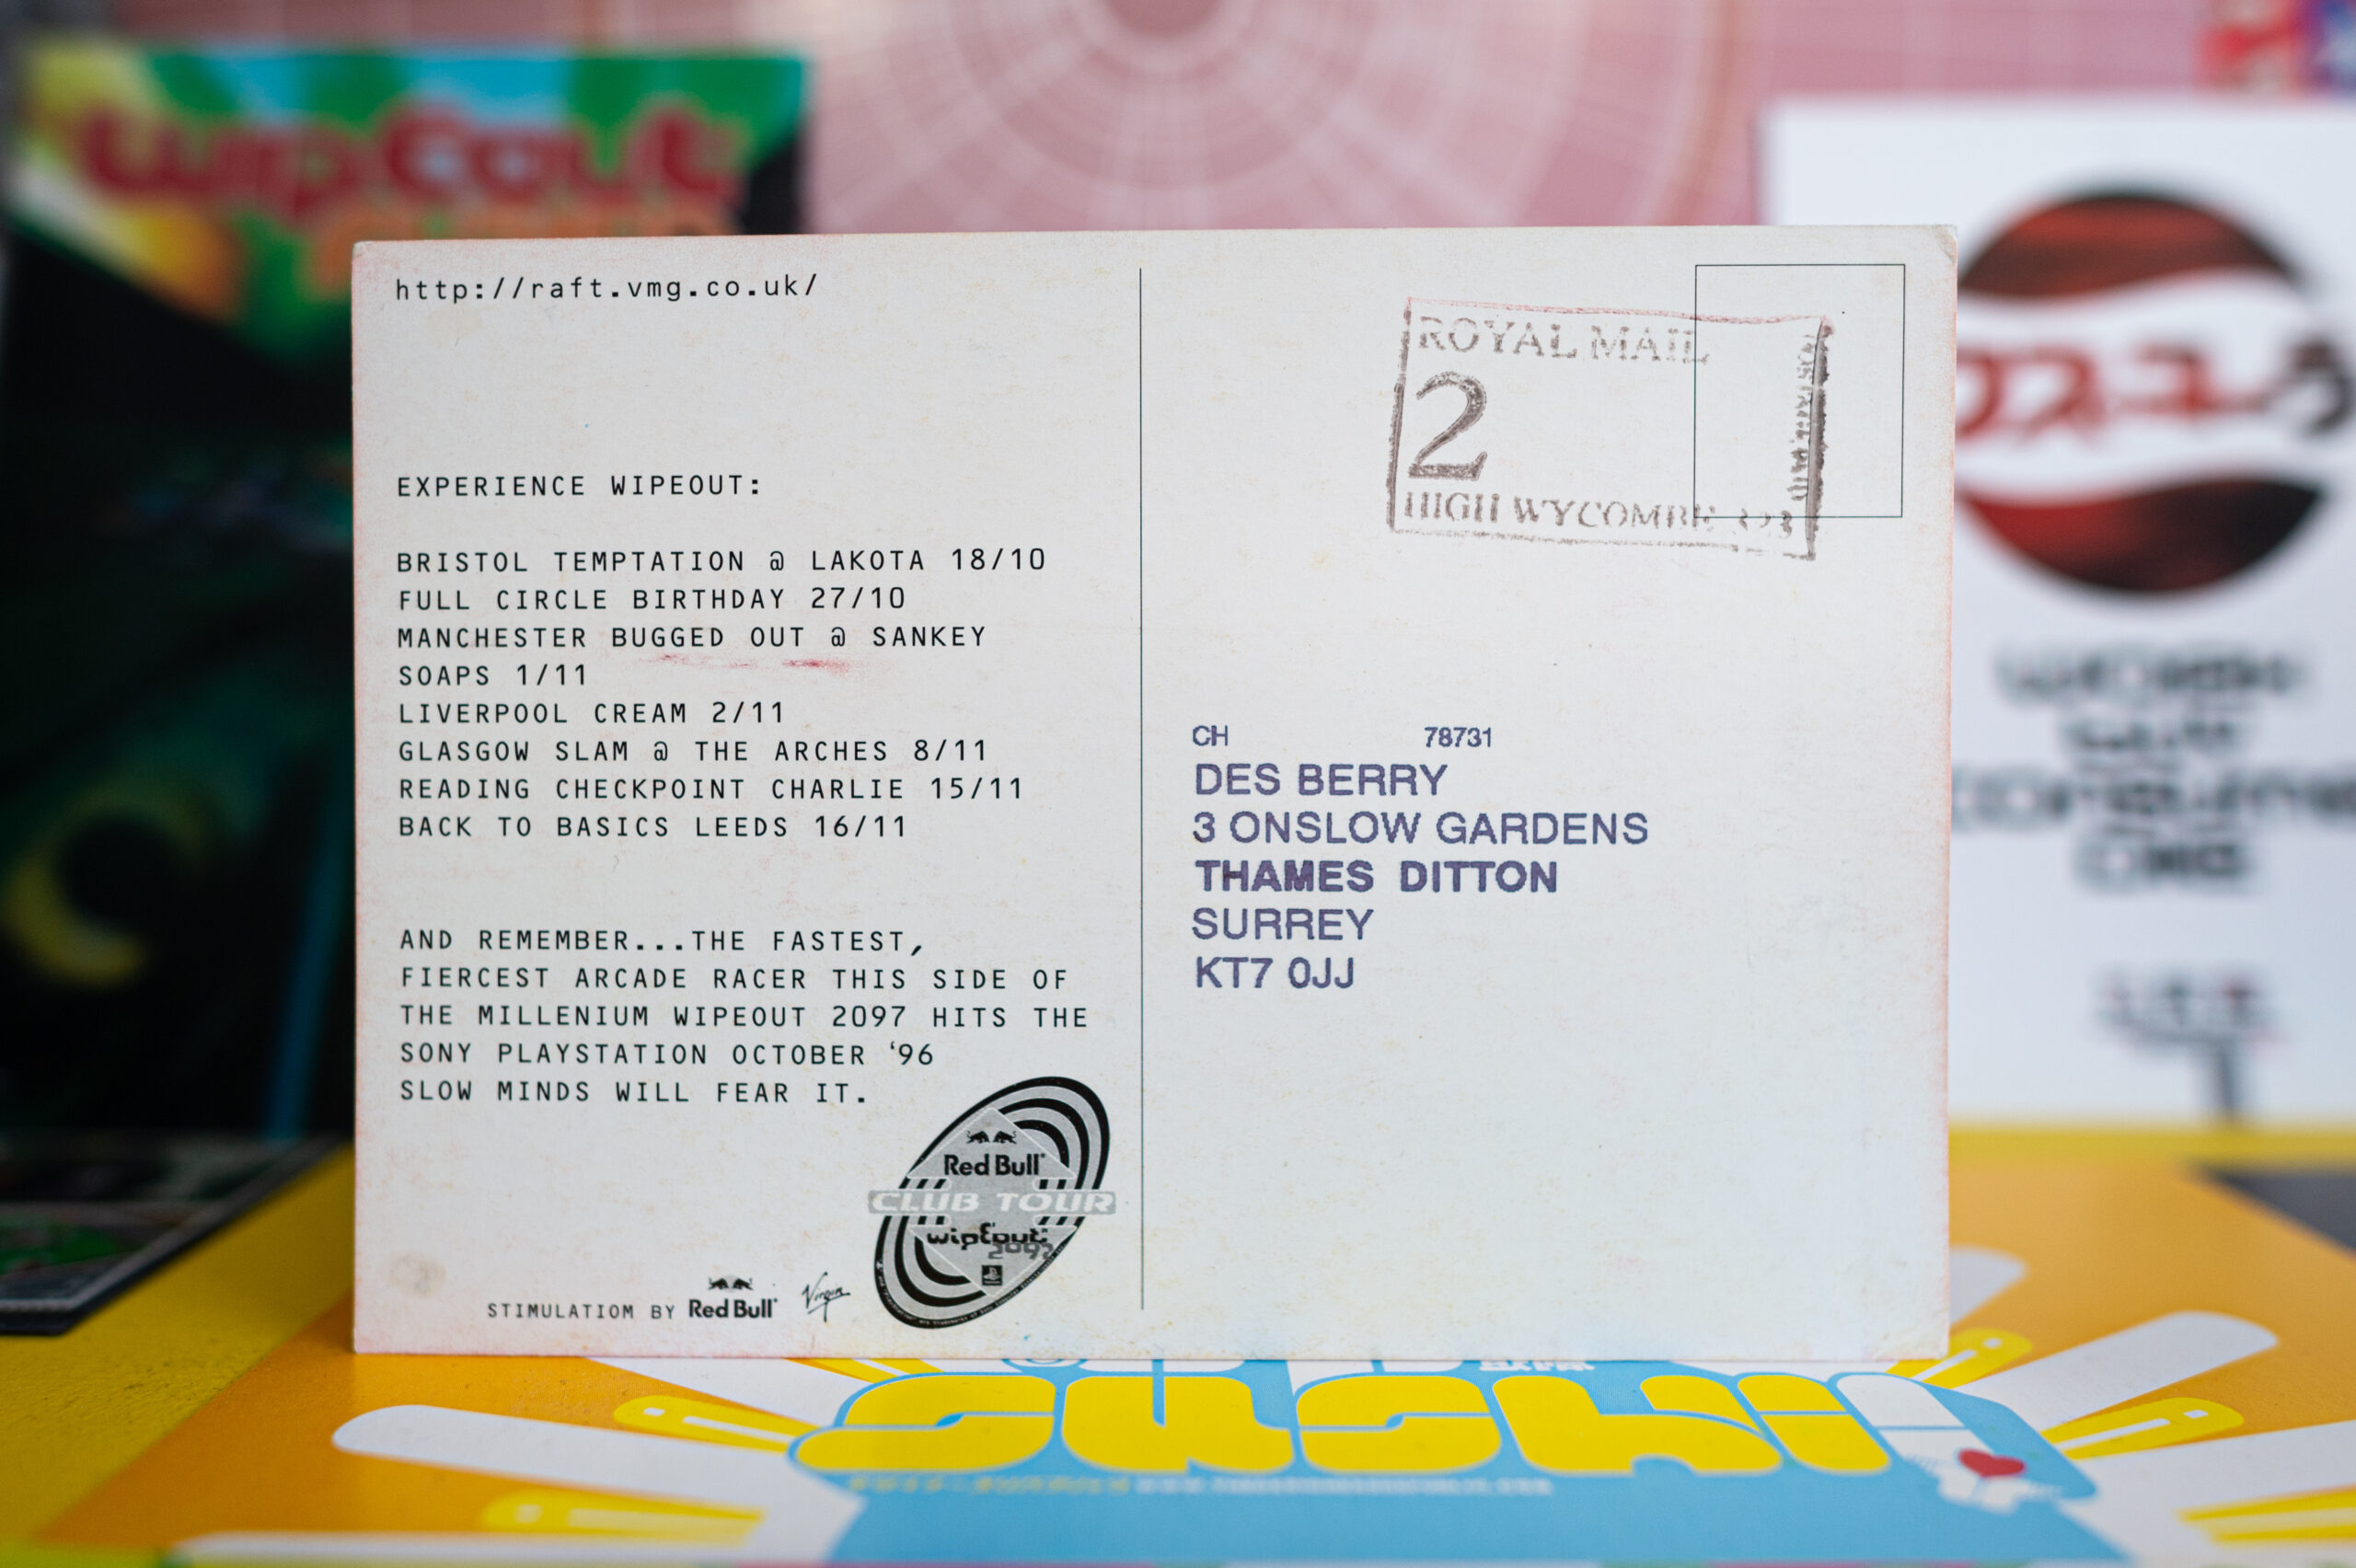 http://raft.vmg.co.uk/
EXPERIENCE WIPEOUT:
BRISTOL TEMPTATION @ LAKOTA 18/10
FULL CIRCLE BIRTHDAY 27/10
MANCHESTER BUGGED OUT @ SANKEY
SOAPS 1/11
LIVERPOOL CREAM 2/11
GLASGOW SLAM @ THE ARCHES 8/11
READING CHECKPOINT CHARLIE 15/11
BACK TO BASICS LEEDS 16/11
AND REMEMBER...THE FASTEST,
FIERCEST ARCADE RACER THIS SIDE OF
THE MILLENIUM WIPEOUT 2097 HITS THE
SONY PLAYSTATION OCTOBER '96
SLOW MINDS WILL FEAR IT.
STIMULATIOM BY Red Bull Virgin
Red Bull
CLUB TOUR
wipEout
2097
ROYAL MAIL
2
HIGH WYCOMBE
CH 78731
DES BERRY
3 ONSLOW GARDENS
THAMES DITTON
SURREY
KT7 0JJ
wipEout
SUSHI